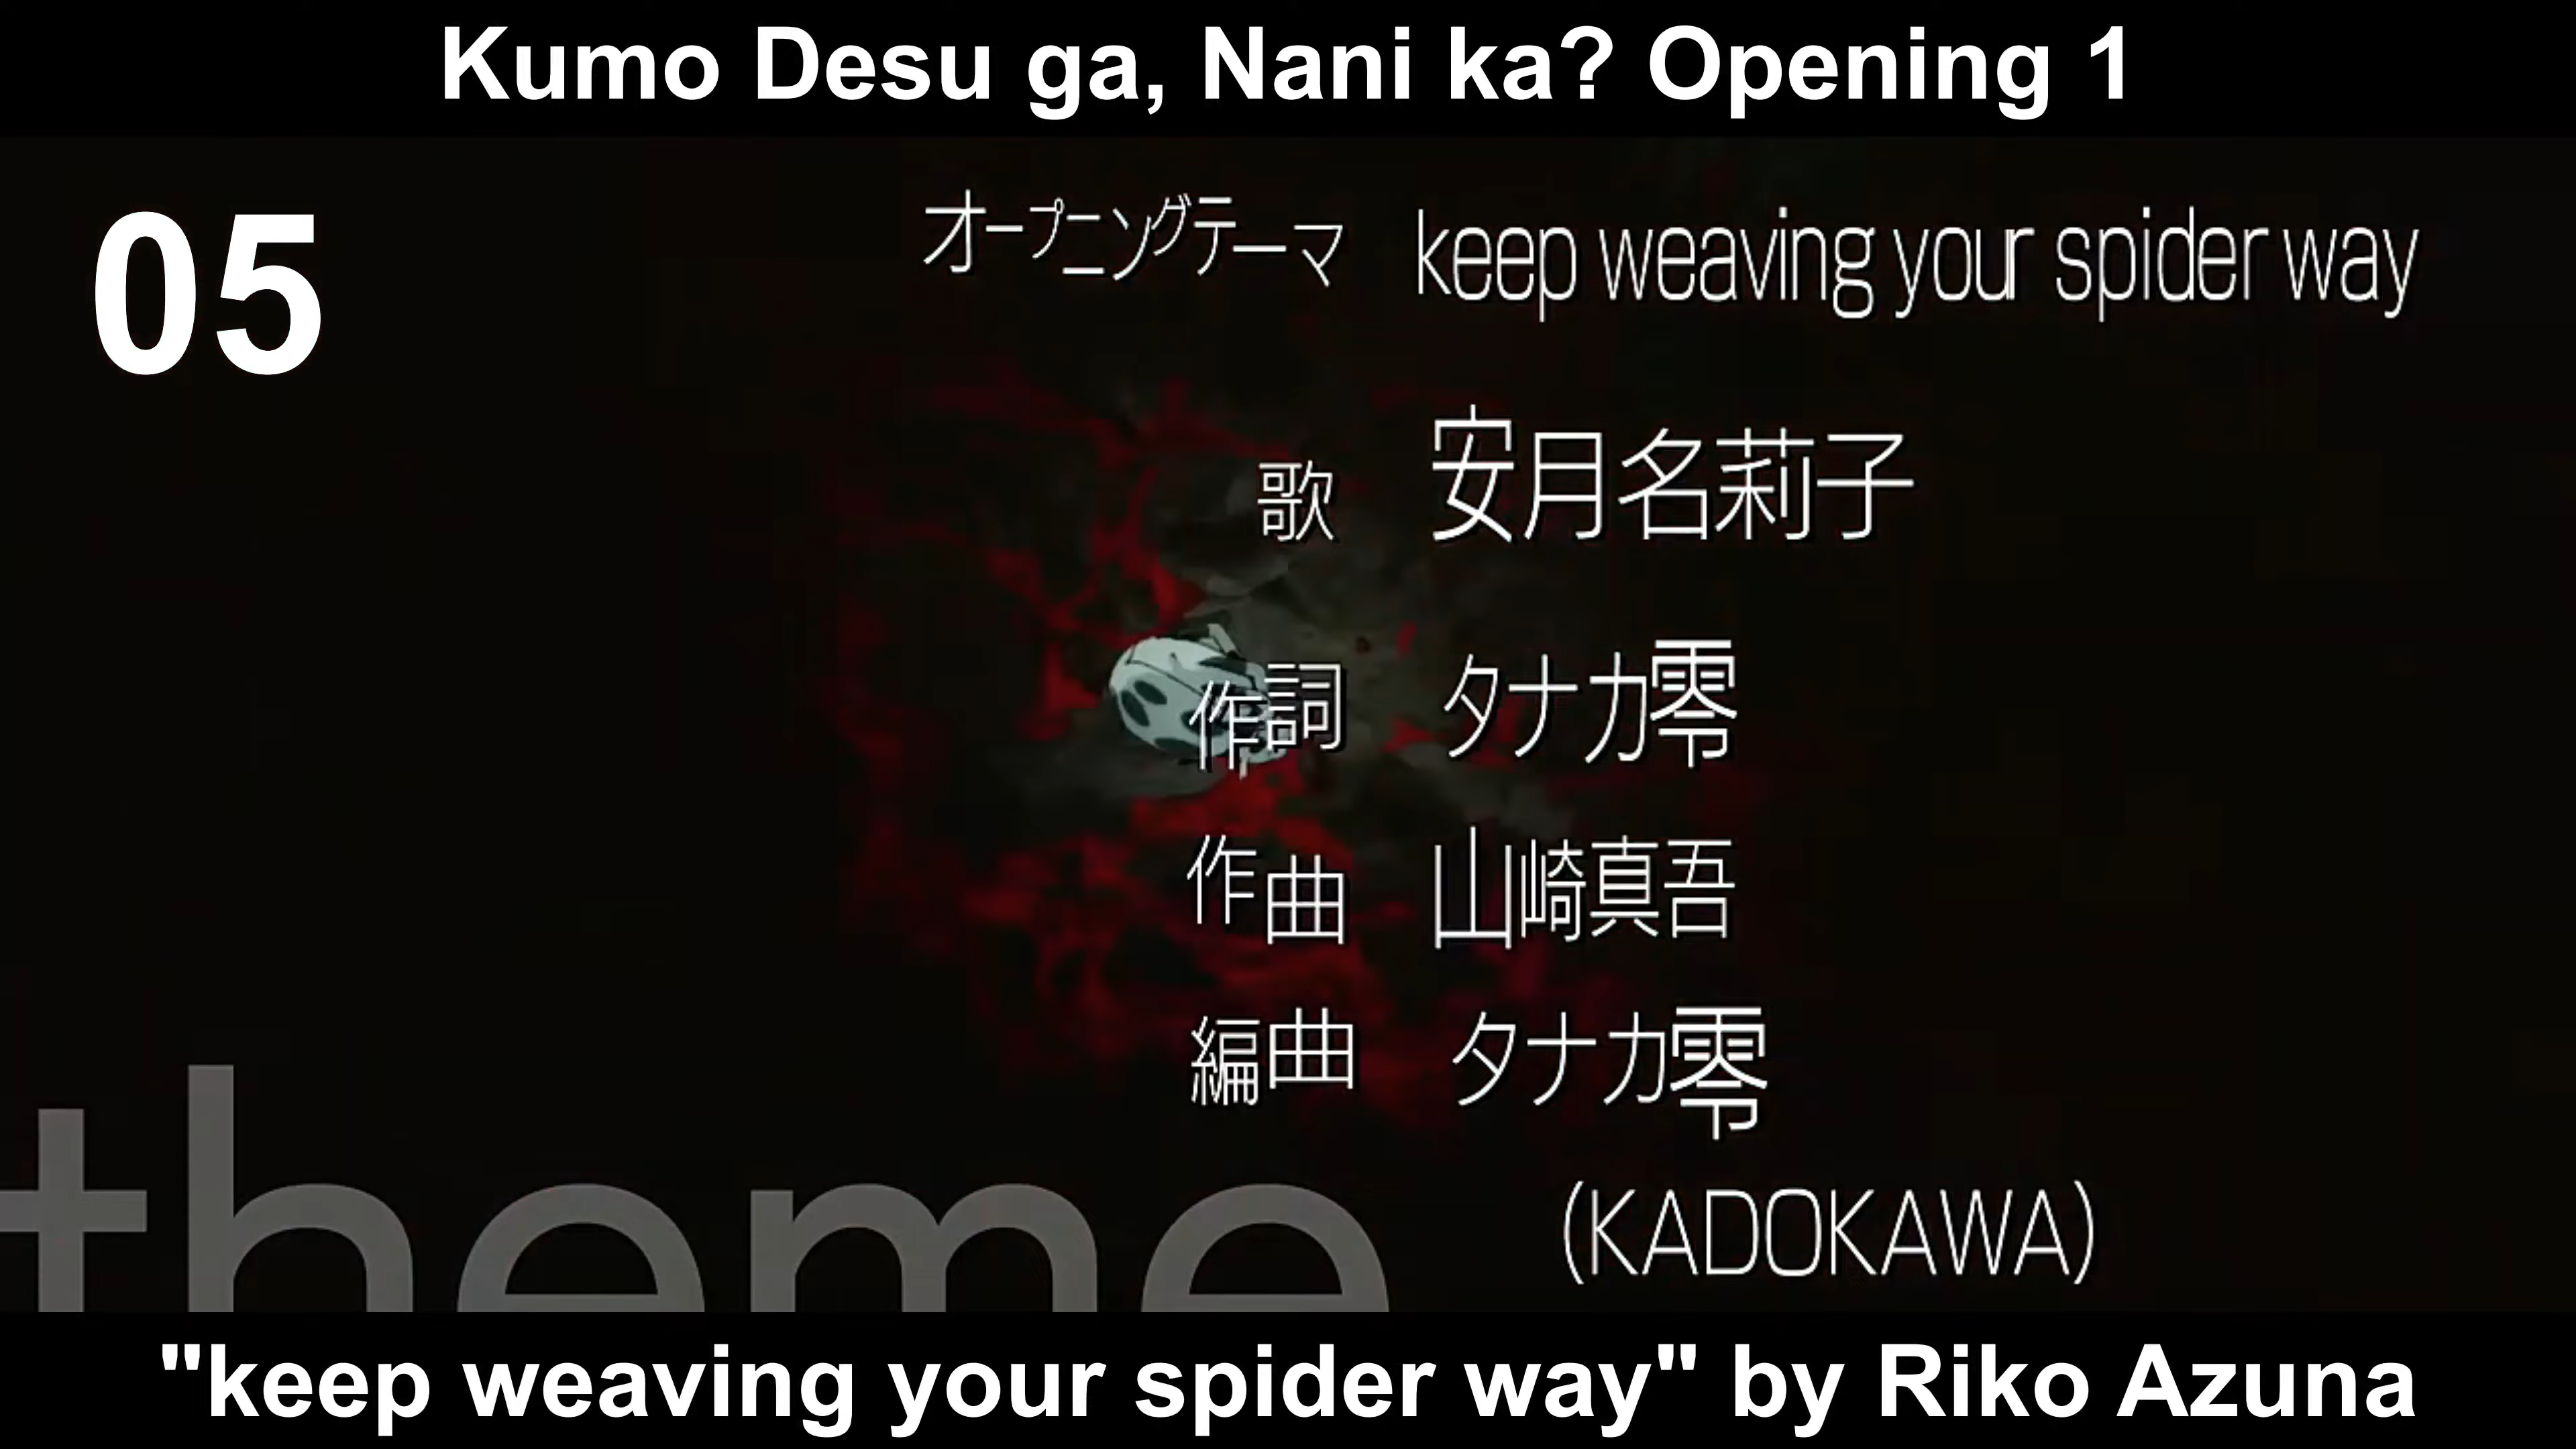 Kumo Desu ga, Nani ka? Opening 1
05
オープニングテーマ keep weaving your spider way
歌 安月名莉子
作詞 タナカ零
作曲 山崎真吾
編曲 タナカ零
(KADOKAWA)
theme
"keep weaving your spider way" by Riko Azuna